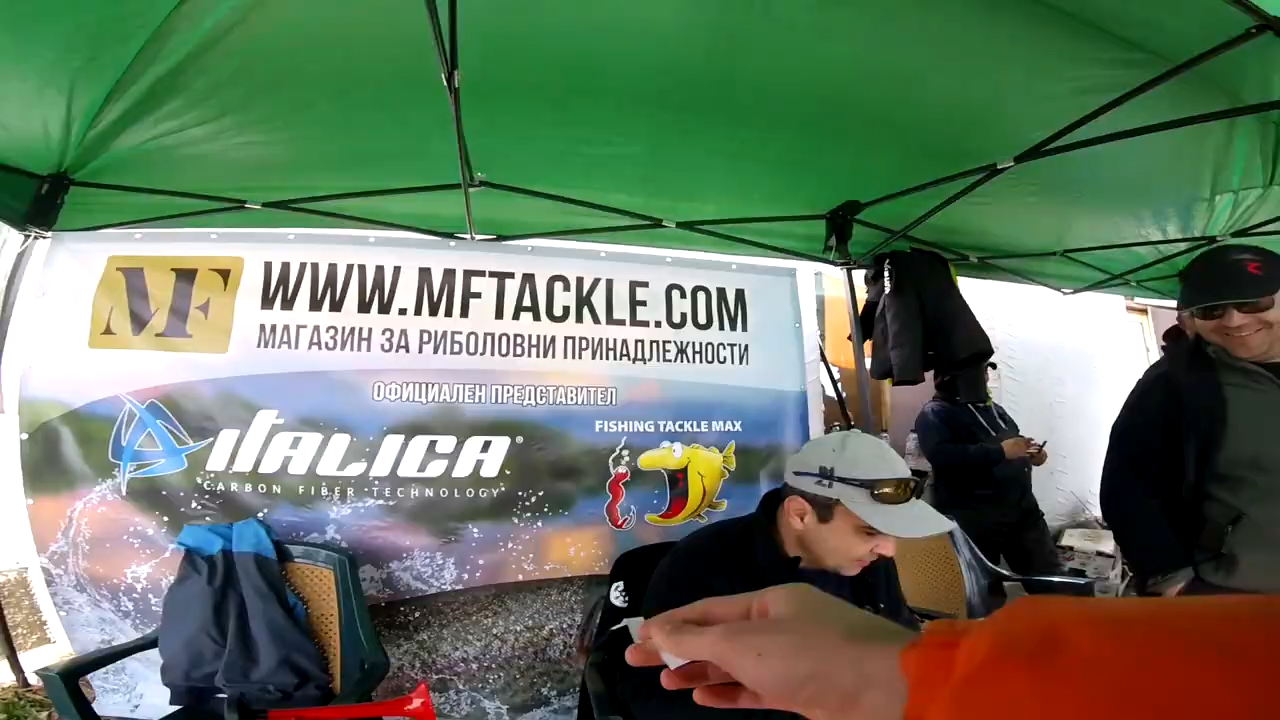 MF
WWW.MFTACKLE.COM
МАГАЗИН ЗА РИБОЛОВНИ ПРИНАДЛЕЖНОСТИ
ОФИЦИАЛЕН ПРЕДСТАВИТЕЛ
ITALICA®
CARBON FIBER TECHNOLOGY
FISHING TACKLE MAX